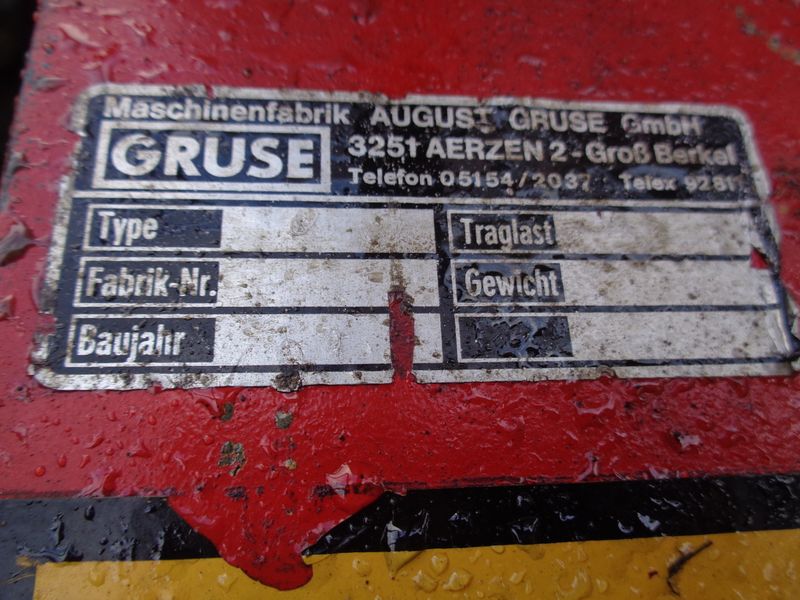 Maschinenfabrik AUGUST GRUSE GmbH
GRUSE
3251 AERZEN 2-Groß Berkel
Telefon 05154/2037 Telex 9281
Type
Traglast
Fabrik-Nr.
Gewicht
Baujahr